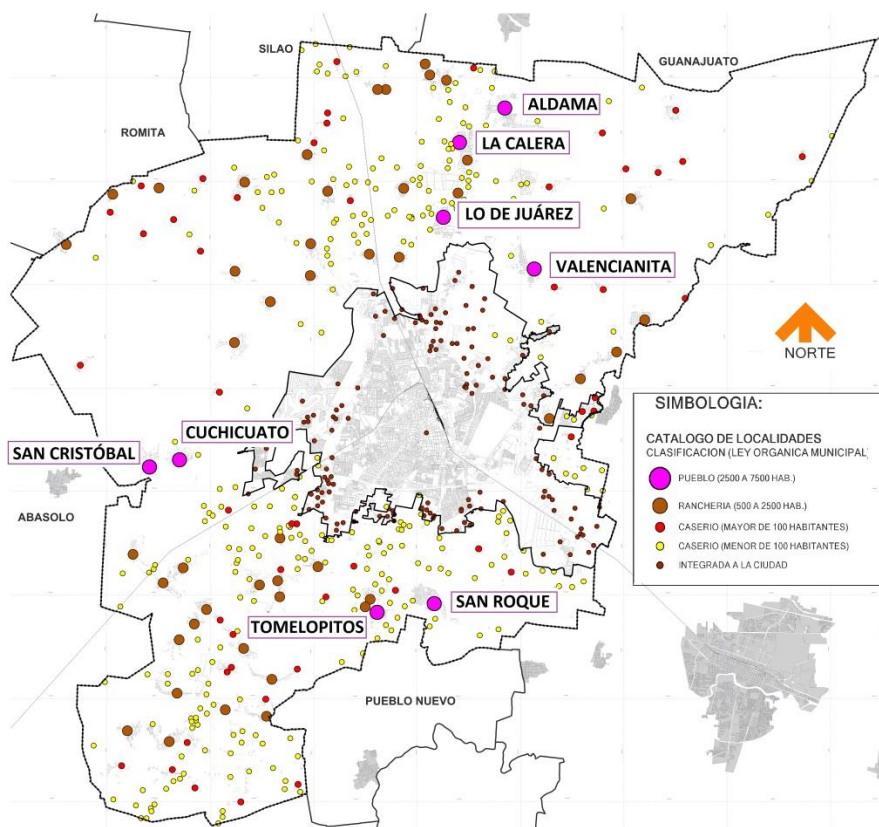 SILAO
GUANAJUATO
ROMITA
ALDAMA
LA CALERA
LO DE JUÁREZ
VALENCIANITA
NORTE
SAN CRISTÓBAL
CUCHICUATO
ABASOLO
SAN ROQUE
TOMELOPITOS
PUEBLO NUEVO
SIMBOLOGIA:
CATALOGO DE LOCALIDADES
CLASIFICACION (LEY ORGANICA MUNICIPAL)
PUEBLO (2500 A 7500 HAB.)
RANCHERIA (500 A 2500 HAB.)
CASERIO (MAYOR DE 100 HABITANTES)
CASERIO (MENOR DE 100 HABITANTES)
INTEGRADA A LA CIUDAD